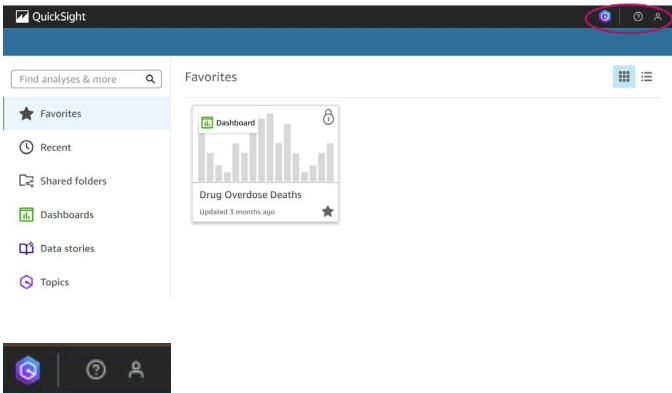 QuickSight
Find analyses & more
Favorites
Favorites
Recent
Shared folders
Dashboards
Data stories
Topics
Dashboard
Drug Overdose Deaths
Updated 3 months ago